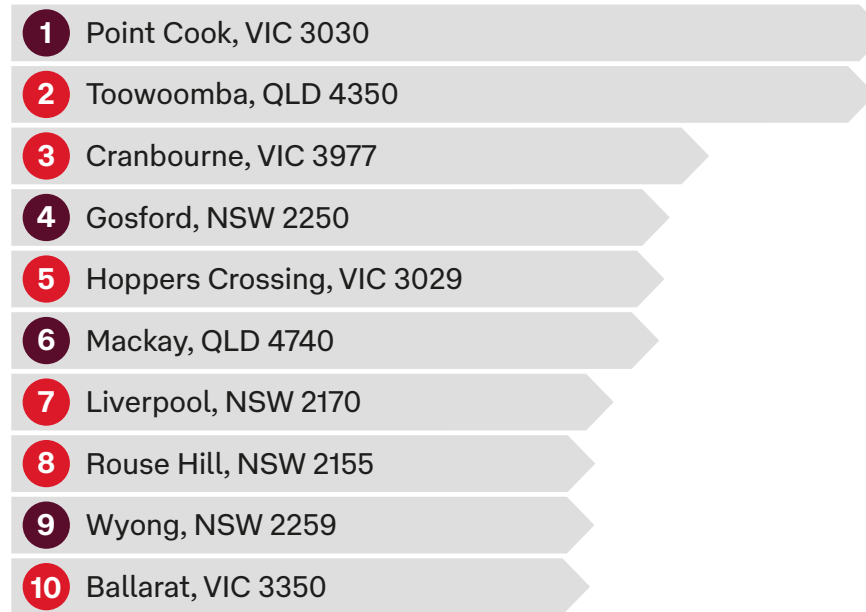 1 Point Cook, VIC 3030
2 Toowoomba, QLD 4350
3 Cranbourne, VIC 3977
4 Gosford, NSW 2250
5 Hoppers Crossing, VIC 3029
6 Mackay, QLD 4740
7 Liverpool, NSW 2170
8 Rouse Hill, NSW 2155
9 Wyong, NSW 2259
10 Ballarat, VIC 3350